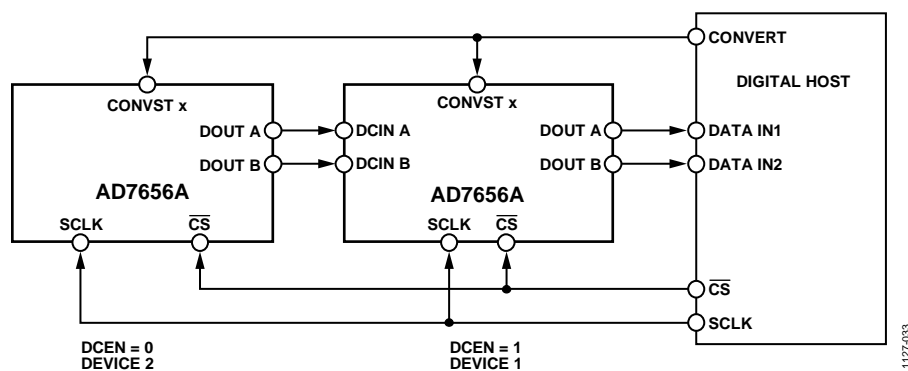 CONVERT
DIGITAL HOST
CONVST x
CONVST x
DOUT A
DCIN A
DOUT A
DATA IN1
DOUT B
DCIN B
DOUT B
DATA IN2
AD7656A
AD7656A
SCLK
CS
SCLK
CS
CS
SCLK
DCEN = 0
DEVICE 2
DCEN = 1
DEVICE 1
1127-033